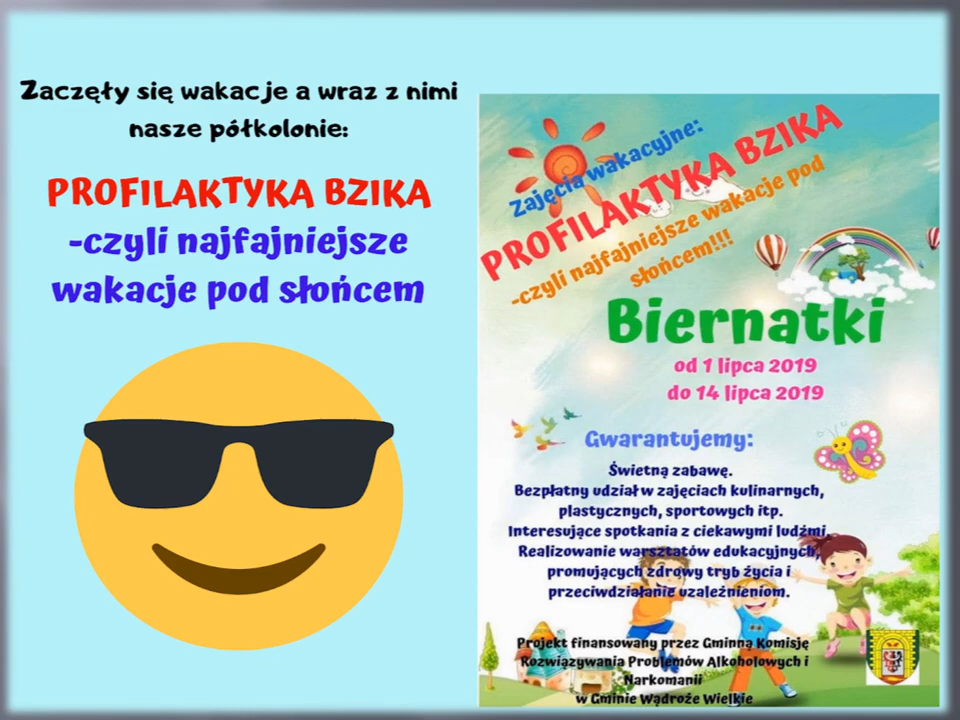 Zaczęły się wakacje a wraz z nimi
nasze półkolonie:
PROFILAKTYKA BZIKA
-czyli najfajniejsze
wakacje pod słońcem
Zajęcia wakacyjne:
PROFILAKTYKA BZIKA
-czyli najfajniejsze wakacje pod
słońcem!!!
Biernatki
od 1 lipca 2019
do 14 lipca 2019
Gwarantujemy:
Świetną zabawę.
Bezpłatny udział w zajęciach kulinarnych,
plastycznych, sportowych itp.
Interesujące spotkania z ciekawymi ludźmi
Realizowanie warsztatów edukacyjnych,
promujących zdrowy tryb życia i
przeciwdziałanie uzależnieniom.
Projekt finansowany przez Gminną Komisję
Rozwiązywania Problemów Alkoholowych i
Narkomanii
w Gminie Wądroże Wielkie